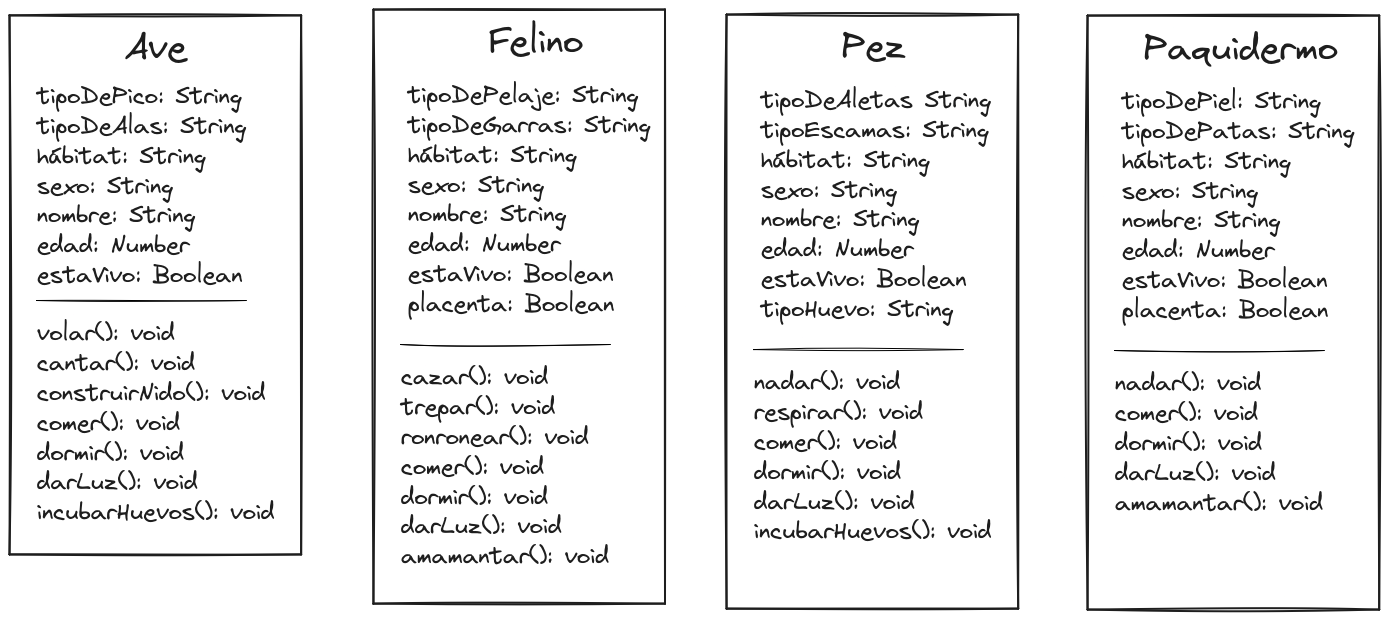 Ave
tipoDePico: String
tipoDeAlas: String
hábitat: String
sexo: String
nombre: String
edad: Number
estaVivo: Boolean
volar(): void
cantar(): void
construirNido(): void
comer(): void
dormir(): void
darLuz(): void
incubarHuevos(): void
Felino
tipoDePelaje: String
tipoDeGarras: String
hábitat: String
sexo: String
nombre: String
edad: Number
estaVivo: Boolean
placenta: Boolean
cazar(): void
trepar(): void
ronronear(): void
comer(): void
dormir(): void
darLuz(): void
amamantar(): void
Pez
tipoDeAletas String
tipoEscamas: String
hábitat: String
sexo: String
nombre: String
edad: Number
estaVivo: Boolean
tipoHuevo: String
nadar(): void
respirar(): void
comer(): void
dormir(): void
darLuz(): void
incubarHuevos(): void
Paquidermo
tipoDePiel: String
tipoDePatas: String
hábitat: String
sexo: String
nombre: String
edad: Number
estaVivo: Boolean
placenta: Boolean
nadar(): void
comer(): void
dormir(): void
darLuz(): void
amamantar(): void